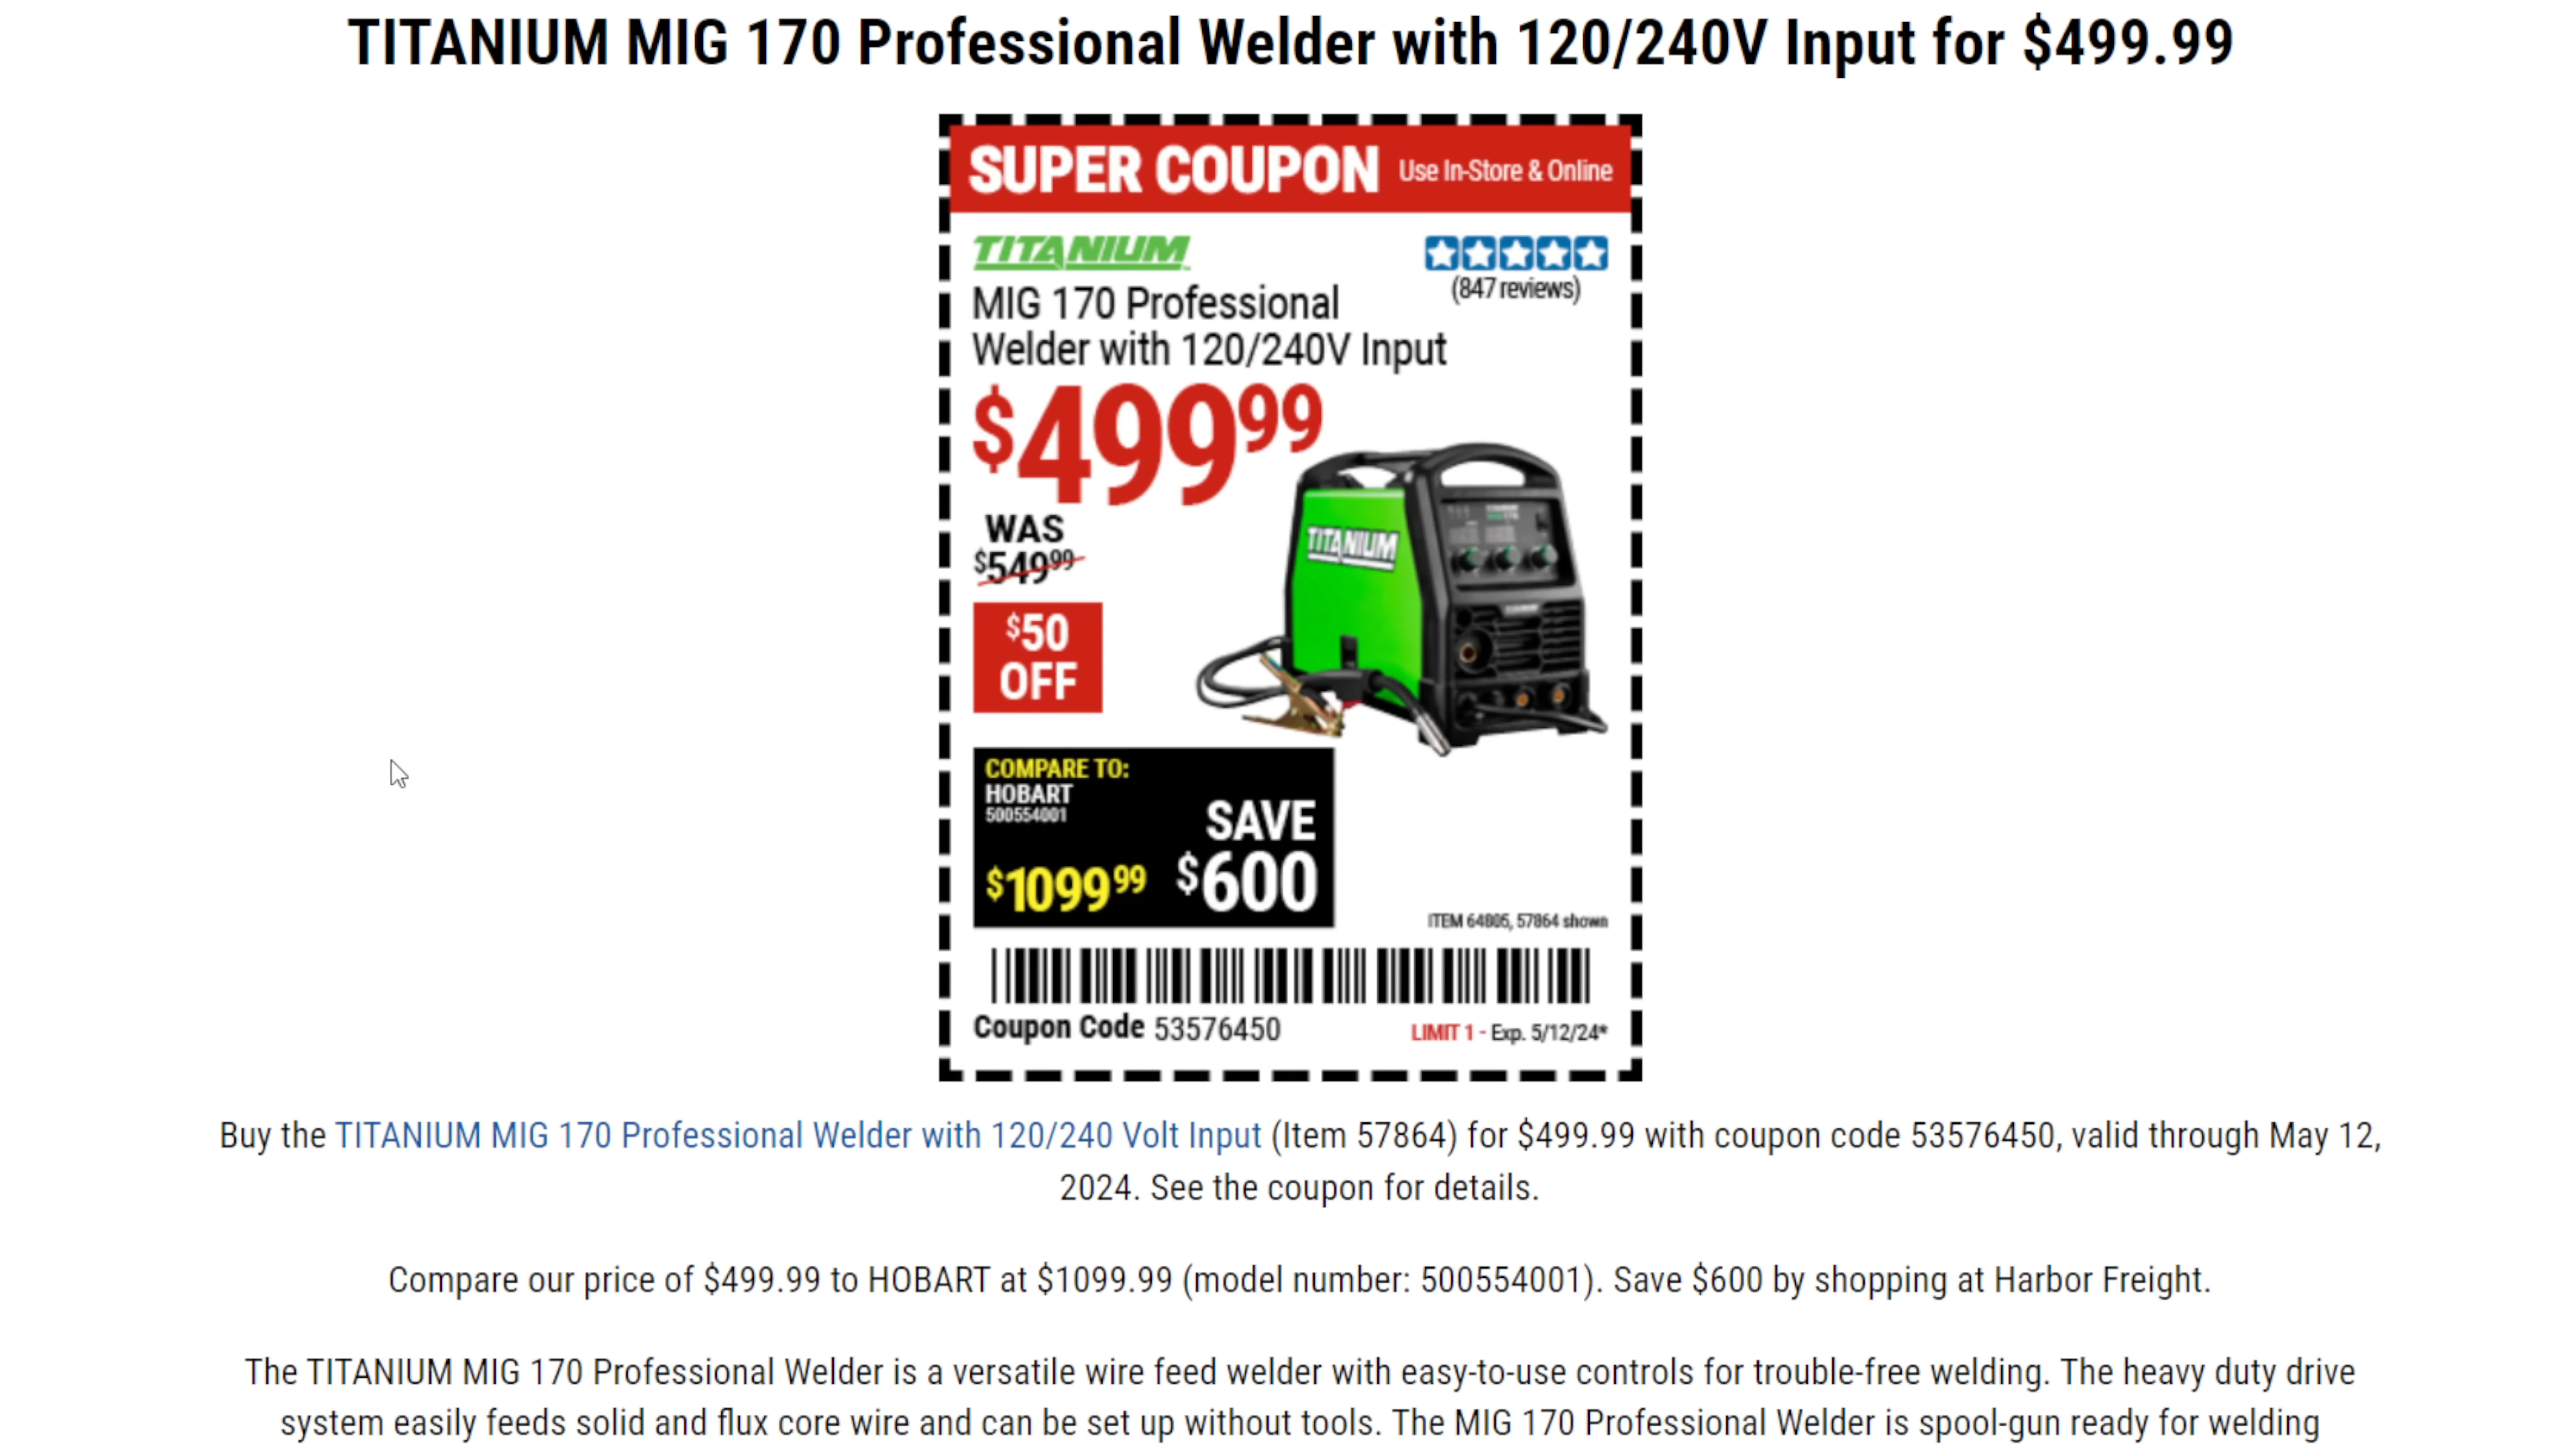 TITANIUM MIG 170 Professional Welder with 120/240V Input for $499.99
SUPER COUPON Use In-Store & Online
TITANIUM
(847 reviews)
MIG 170 Professional
Welder with 120/240V Input
$499 99
TITANIUM
WAS
$549 99
$50
OFF
COMPARE TO:
HOBART
500554001
SAVE
$1099 99 $600
ITEM 64805, 57864 shown
Coupon Code 53576450
LIMIT 1 - Exp. 5/12/24*
Buy the TITANIUM MIG 170 Professional Welder with 120/240 Volt Input (Item 57864) for $499.99 with coupon code 53576450, valid through May 12,
2024. See the coupon for details.
Compare our price of $499.99 to HOBART at $1099.99 (model number: 500554001). Save $600 by shopping at Harbor Freight.
The TITANIUM MIG 170 Professional Welder is a versatile wire feed welder with easy-to-use controls for trouble-free welding. The heavy duty drive
system easily feeds solid and flux core wire and can be set up without tools. The MIG 170 Professional Welder is spool-gun ready for welding